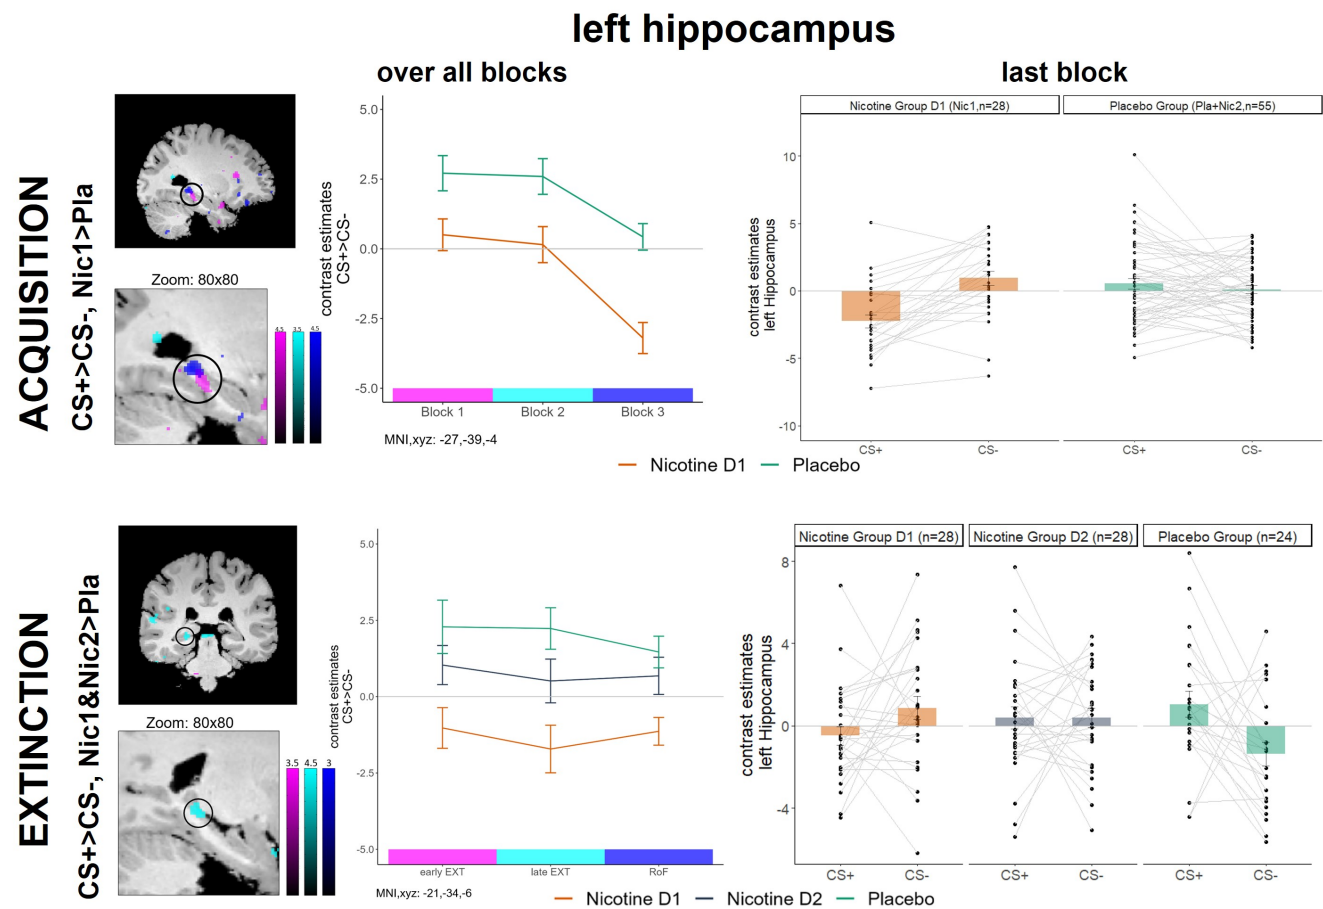 left hippocampus
over all blocks
last block
ACQUISITION
CS+>CS-, Nic1>Pla
Zoom: 80x80
4.5 3.5 4.5
contrast estimates
CS+>CS-
5.0
2.5
0.0
-2.5
-5.0
Block 1 Block 2 Block 3
MNI,xyz: -27,-39,-4
Nicotine D1 Placebo
Nicotine Group D1 (Nic1,n=28) Placebo Group (Pla+Nic2,n=55)
contrast estimates
left Hippocampus
10
5
0
-5
-10
CS+ CS- CS+ CS-
EXTINCTION
CS+>CS-, Nic1&Nic2>Pla
Zoom: 80x80
3.5 4.5 3
contrast estimates
CS+>CS-
5.0
2.5
0.0
-2.5
-5.0
early EXT late EXT RoF
MNI,xyz: -21,-34,-6
Nicotine D1 Nicotine D2 Placebo
Nicotine Group D1 (n=28) Nicotine Group D2 (n=28) Placebo Group (n=24)
contrast estimates
left Hippocampus
8
4
0
-4
CS+ CS- CS+ CS- CS+ CS-